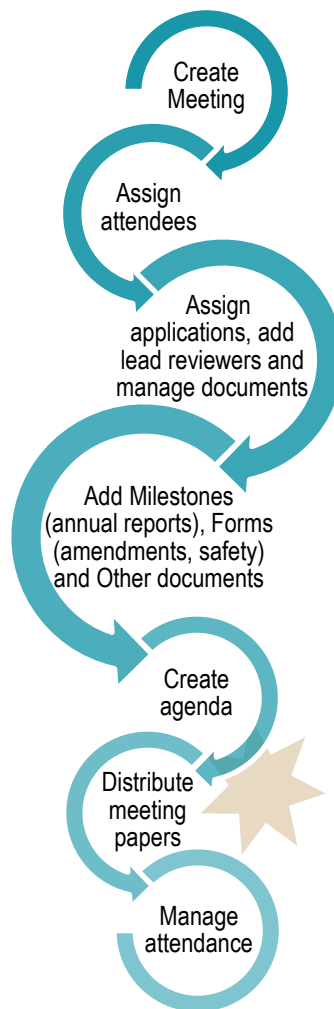 Create
Meeting
Assign
attendees
Assign
applications, add
lead reviewers and
manage documents
Add Milestones
(annual reports), Forms
(amendments, safety)
and Other documents
Create
agenda
Distribute
meeting
papers
Manage
attendance